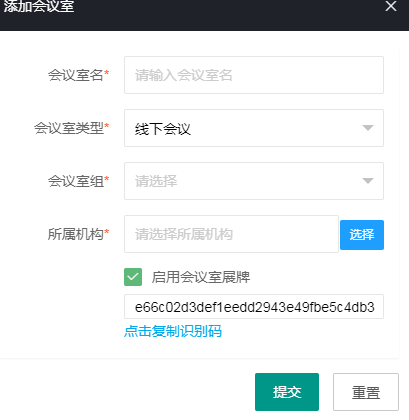 添加会议室
会议室名* 请输入会议室名
会议室类型* 线下会议
会议室组* 请选择
所属机构* 请选择所属机构 选择
启用会议室展牌
e66c02d3def1eedd2943e49fbe5c4db3
点击复制识别码
提交 重置